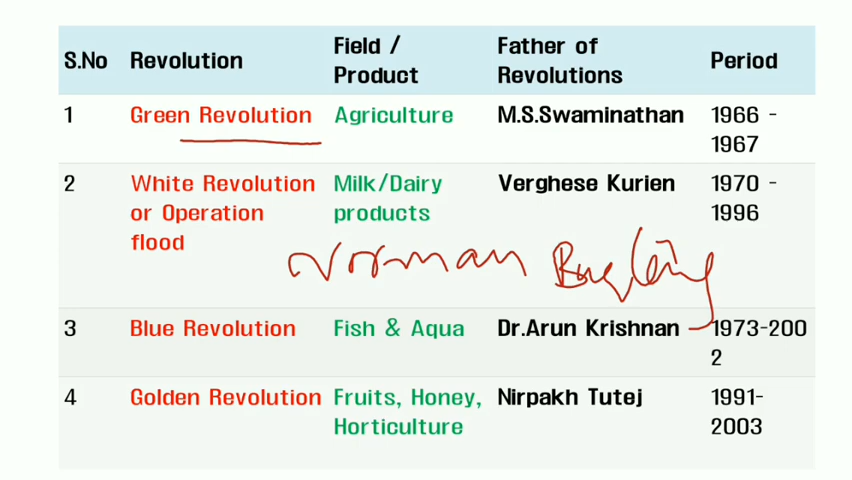 S.No Revolution Field / Product Father of Revolutions Period
1 Green Revolution Agriculture M.S.Swaminathan 1966 - 1967
2 White Revolution or Operation flood Milk/Dairy products Verghese Kurien 1970 - 1996
Norman
3 Blue Revolution Fish & Aqua Dr.Arun Krishnan 1973-2002
4 Golden Revolution Fruits, Honey, Horticulture Nirpakh Tutej 1991-2003